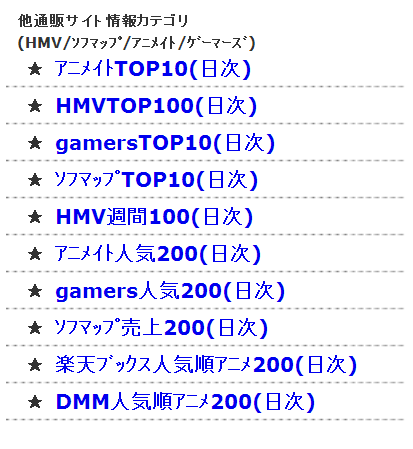 他通販サイト情報カテゴリ
(HMV/ｿﾌﾏｯﾌﾟ/ｱﾆﾒｲﾄ/ｹﾞｰﾏｰｽﾞ)
★ ｱﾆﾒｲﾄTOP10(日次)
★ HMVTOP100(日次)
★ gamersTOP10(日次)
★ ｿﾌﾏｯﾌﾟTOP10(日次)
★ HMV週間100(日次)
★ ｱﾆﾒｲﾄ人気200(日次)
★ gamers人気200(日次)
★ ｿﾌﾏｯﾌﾟ売上200(日次)
★ 楽天ﾌﾞｯｸｽ人気順ｱﾆﾒ200(日次)
★ DMM人気順ｱﾆﾒ200(日次)